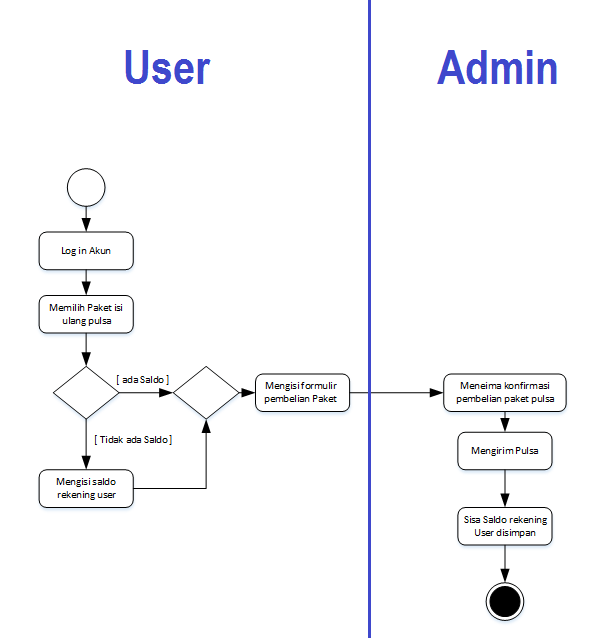 User
Admin
Log in Akun
Memilih Paket isi
ulang pulsa
[ ada Saldo ]
[ Tidak ada Saldo ]
Mengisi saldo
rekening user
Mengisi formulir
pembelian Paket
Meneima konfirmasi
pembelian paket pulsa
Mengirim Pulsa
Sisa Saldo rekening
User disimpan